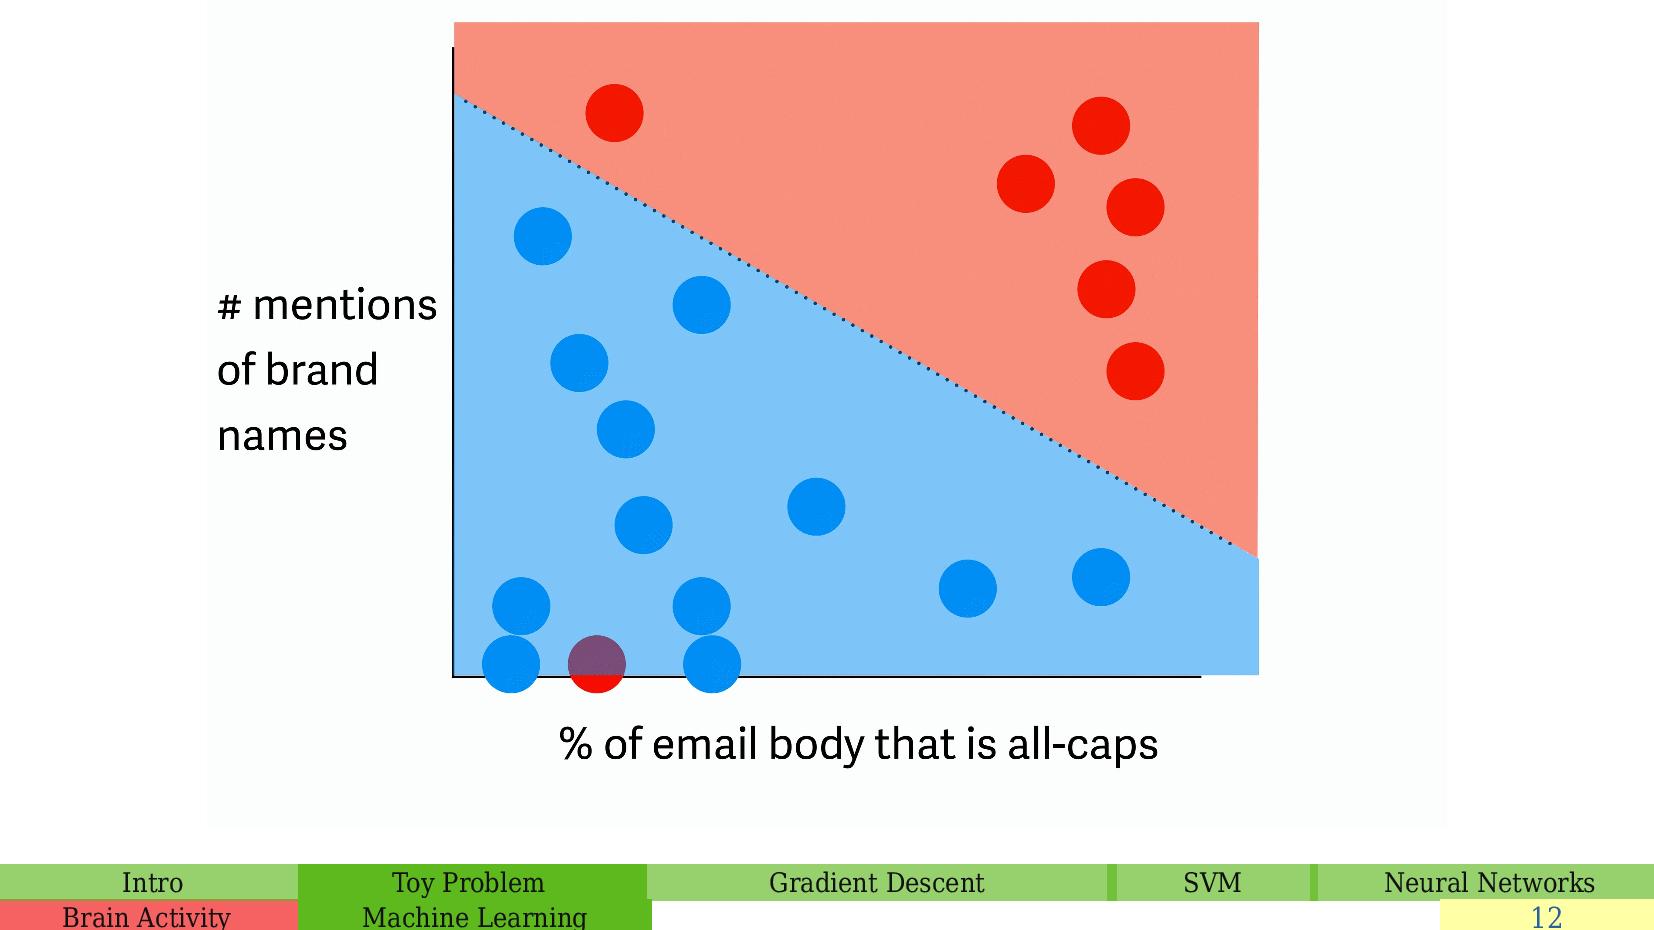 # mentions
of brand
names
% of email body that is all-caps
Intro
Toy Problem
Gradient Descent
SVM
Neural Networks
Brain Activity
Machine Learning
12